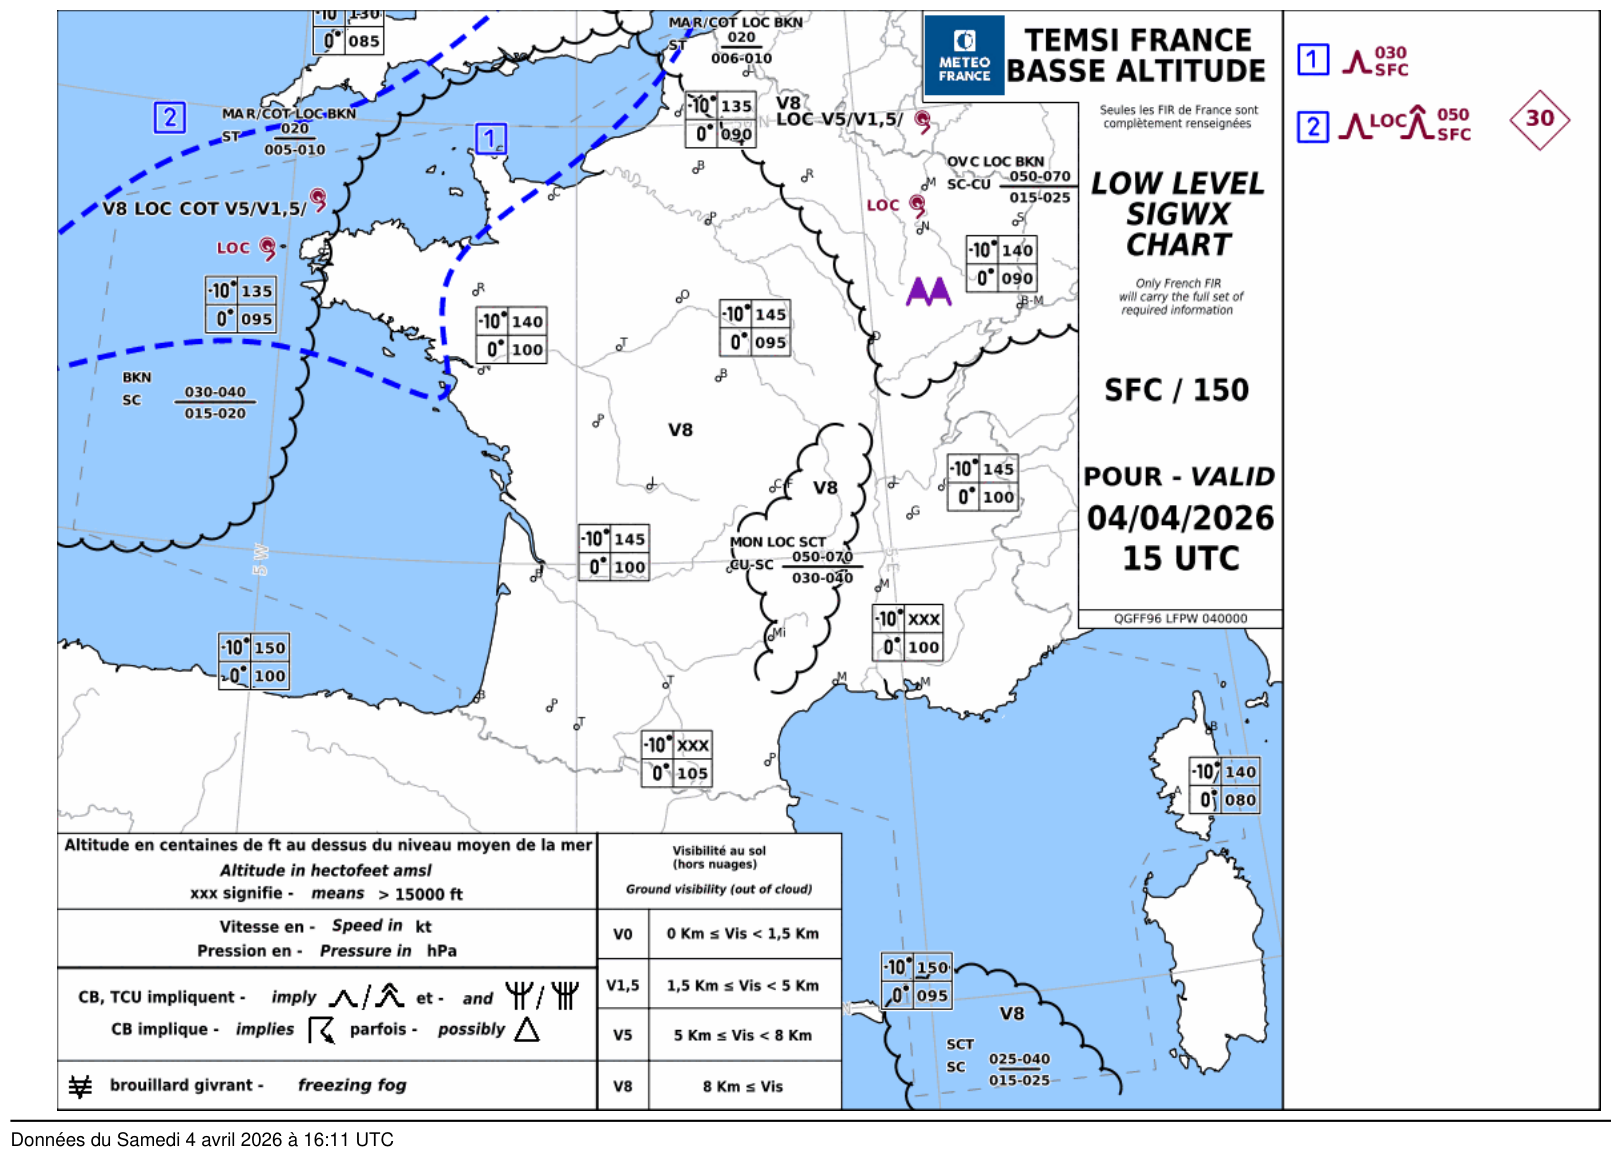 -10° 130
0° 085
MAR/COT LOC BKN
ST 020
006-010
METEO
FRANCE
TEMSI FRANCE
BASSE ALTITUDE
Seules les FIR de France sont
complètement renseignées
LOW LEVEL
SIGWX
CHART
Only French FIR
will carry the full set of
required information
SFC / 150
POUR - VALID
04/04/2026
15 UTC
QGFF96 LFPW 040000
1 030
SFC
2 LOC 050
SFC
30
2
MAR/COT LOC BKN
ST 020
005-010
1
-10° 135
0° 090
V8
LOC V5/V1,5/
OVC LOC BKN
SC-CU 050-070
015-025
LOC
V8 LOC COT V5/V1,5/
LOC
-10° 135
0° 095
-10° 140
0° 090
B
R
M
C
P
N
S
R
O
B-M
D
T
B
N
P
L
C-F
L
G
B
M
Mi
M
M
N
B
P
T
T
P
B
A
-10° 140
0° 100
-10° 145
0° 095
BKN
SC 030-040
015-020
V8
V8
-10° 145
0° 100
-10° 145
0° 100
MON LOC SCT
CU-SC 050-070
030-040
5 W
5 E
-10° XXX
0° 100
-10° 150
0° 100
-10° XXX
0° 105
-10° 140
0° 080
-10° 150
0° 095
V8
SCT
SC 025-040
015-025
Altitude en centaines de ft au dessus du niveau moyen de la mer
Altitude in hectofeet amsl
xxx signifie - means > 15000 ft
Vitesse en - Speed in kt
Pression en - Pressure in hPa
CB, TCU impliquent - imply / et - and /
CB implique - implies parfois - possibly
brouillard givrant - freezing fog
Visibilité au sol
(hors nuages)
Ground visibility (out of cloud)
V0 0 Km ≤ Vis < 1,5 Km
V1,5 1,5 Km ≤ Vis < 5 Km
V5 5 Km ≤ Vis < 8 Km
V8 8 Km ≤ Vis
Données du Samedi 4 avril 2026 à 16:11 UTC